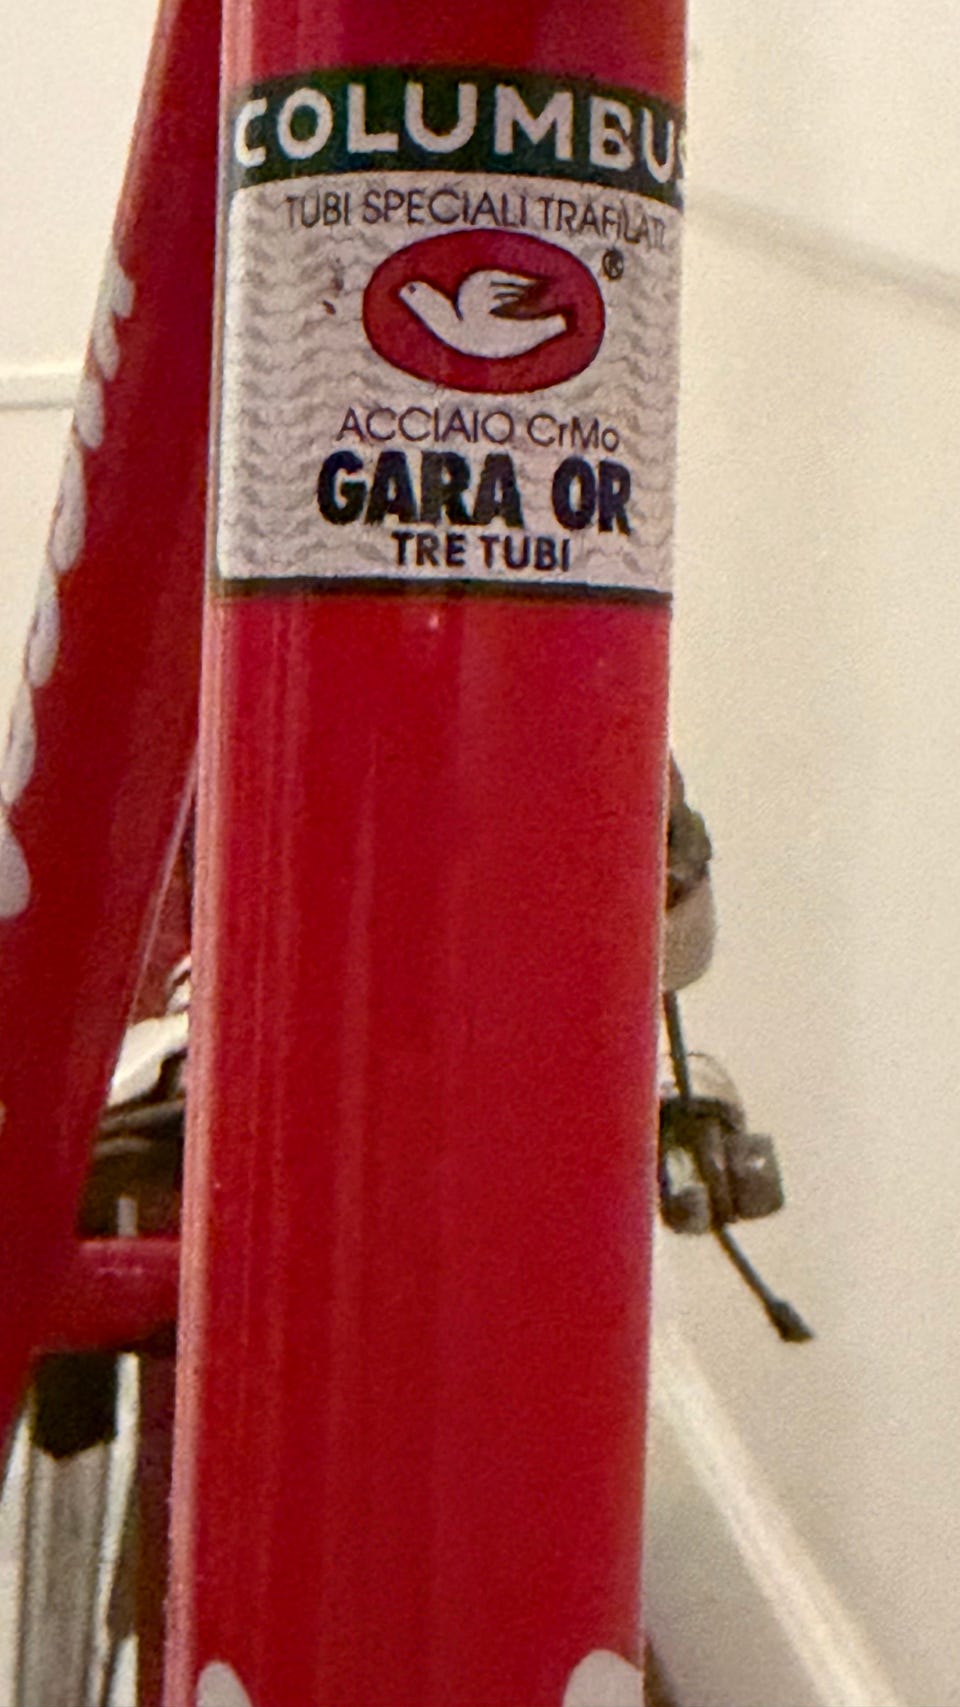 COLUMBUS
TUBI SPECIALI TRAFILATI
®
ACCIAIO CrMo
GARA OR
TRE TUBI